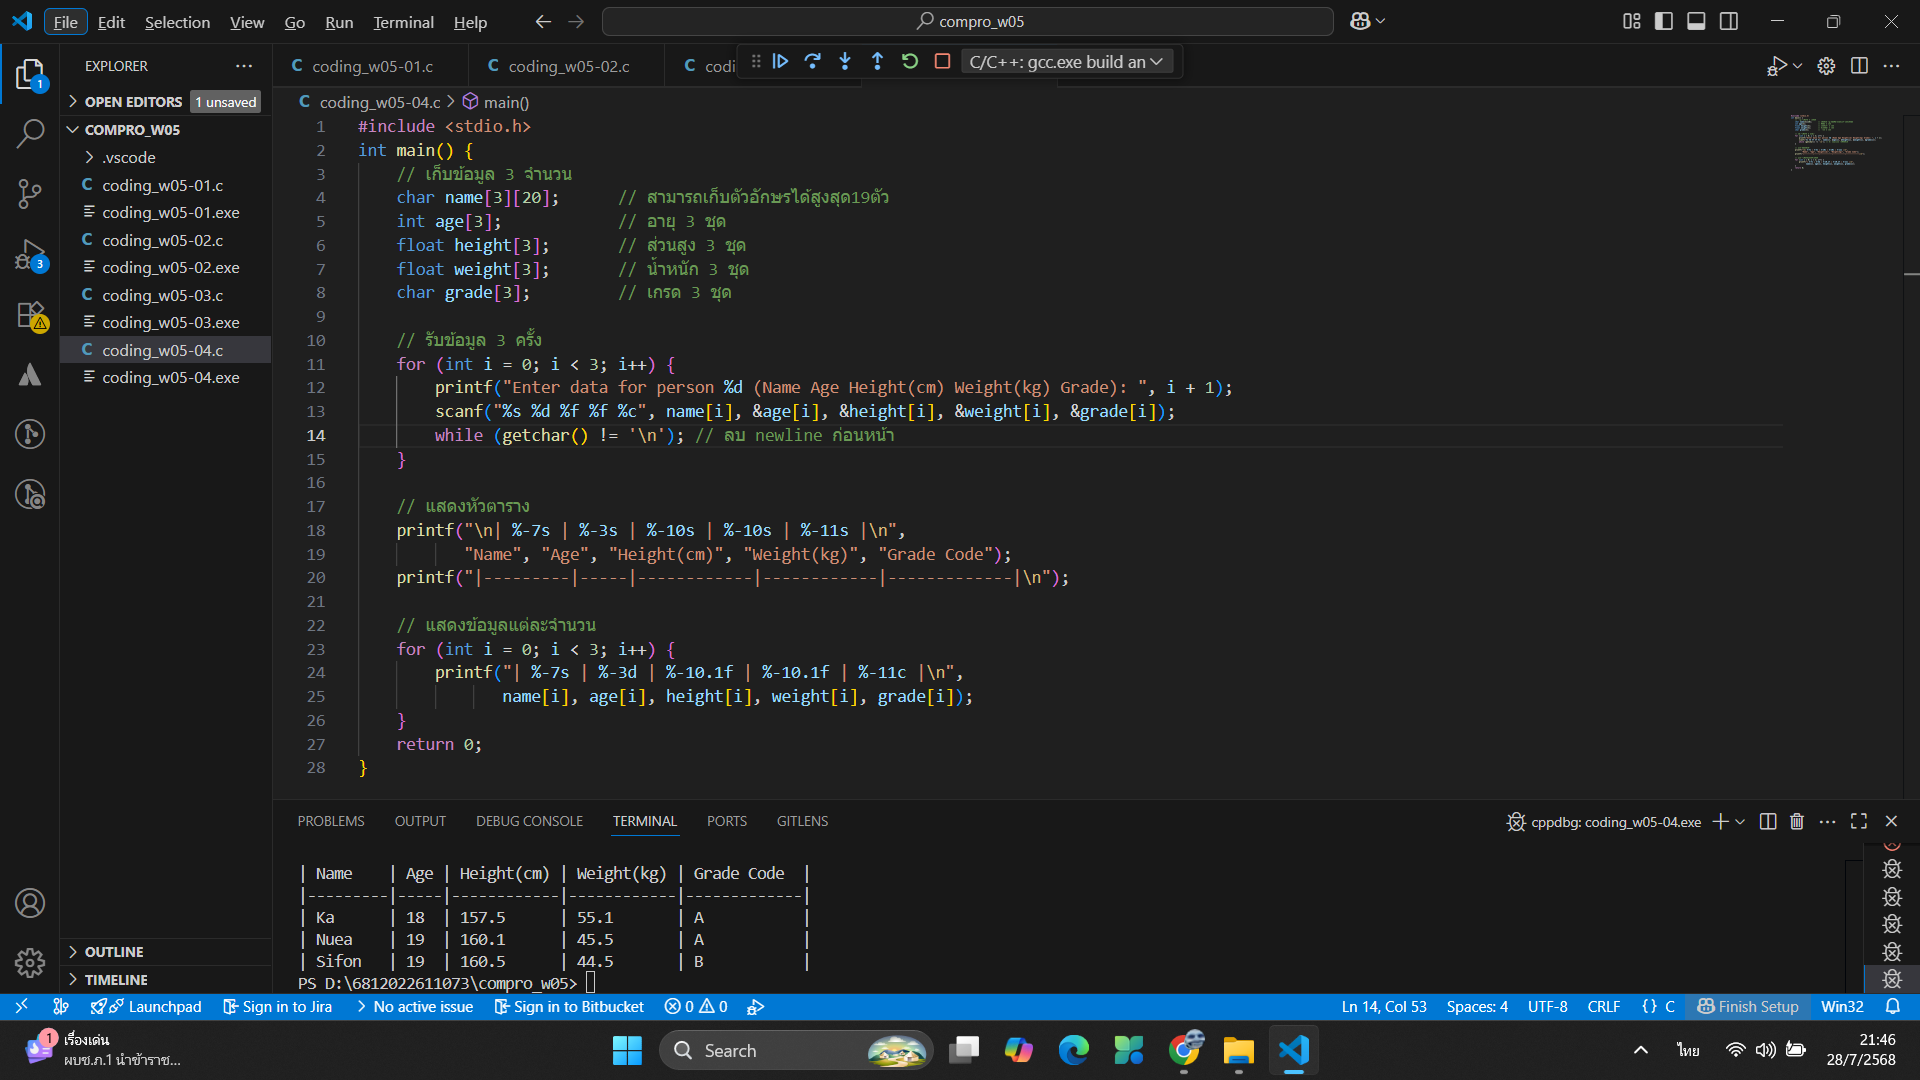 File Edit Selection View Go Run Terminal Help
compro_w05
EXPLORER
coding_w05-01.c
coding_w05-02.c
codi
C/C++: gcc.exe build an
OPEN EDITORS 1 unsaved
COMPRO_W05
.vscode
coding_w05-01.c
coding_w05-01.exe
coding_w05-02.c
coding_w05-02.exe
coding_w05-03.c
coding_w05-03.exe
coding_w05-04.c
coding_w05-04.exe
OUTLINE
TIMELINE
coding_w05-04.c > main()
1 #include <stdio.h>
2 int main() {
3 // เก็บข้อมูล 3 จำนวน
4 char name[3][20]; // สามารถเก็บตัวอักษรได้สูงสุด19ตัว
5 int age[3]; // อายุ 3 ชุด
6 float height[3]; // ส่วนสูง 3 ชุด
7 float weight[3]; // น้ำหนัก 3 ชุด
8 char grade[3]; // เกรด 3 ชุด
9
10 // รับข้อมูล 3 ครั้ง
11 for (int i = 0; i < 3; i++) {
12 printf("Enter data for person %d (Name Age Height(cm) Weight(kg) Grade): ", i + 1);
13 scanf("%s %d %f %f %c", name[i], &age[i], &height[i], &weight[i], &grade[i]);
14 while (getchar() != '\n'); // ลบ newline ก่อนหน้า
15 }
16
17 // แสดงหัวตาราง
18 printf("\n| %-7s | %-3s | %-10s | %-10s | %-11s |\n",
19 "Name", "Age", "Height(cm)", "Weight(kg)", "Grade Code");
20 printf("|---------|-----|------------|------------|-------------|\n");
21
22 // แสดงข้อมูลแต่ละจำนวน
23 for (int i = 0; i < 3; i++) {
24 printf("| %-7s | %-3d | %-10.1f | %-10.1f | %-11c |\n",
25 name[i], age[i], height[i], weight[i], grade[i]);
26 }
27 return 0;
28 }
PROBLEMS OUTPUT DEBUG CONSOLE TERMINAL PORTS GITLENS
cppdbg: coding_w05-04.exe
| Name | Age | Height(cm) | Weight(kg) | Grade Code |
|---------|-----|------------|------------|-------------|
| Ka | 18 | 157.5 | 55.1 | A |
| Nuea | 19 | 160.1 | 45.5 | A |
| Sifon | 19 | 160.5 | 44.5 | B |
PS D:\6812022611073\compro_w05>
Launchpad Sign in to Jira No active issue Sign in to Bitbucket 0 0
Ln 14, Col 53 Spaces: 4 UTF-8 CRLF {} C Finish Setup Win32
1 เรื่องเด่น
ผบช.ภ.1 นำข้าราช...
Search
ไทย
21:46
28/7/2568